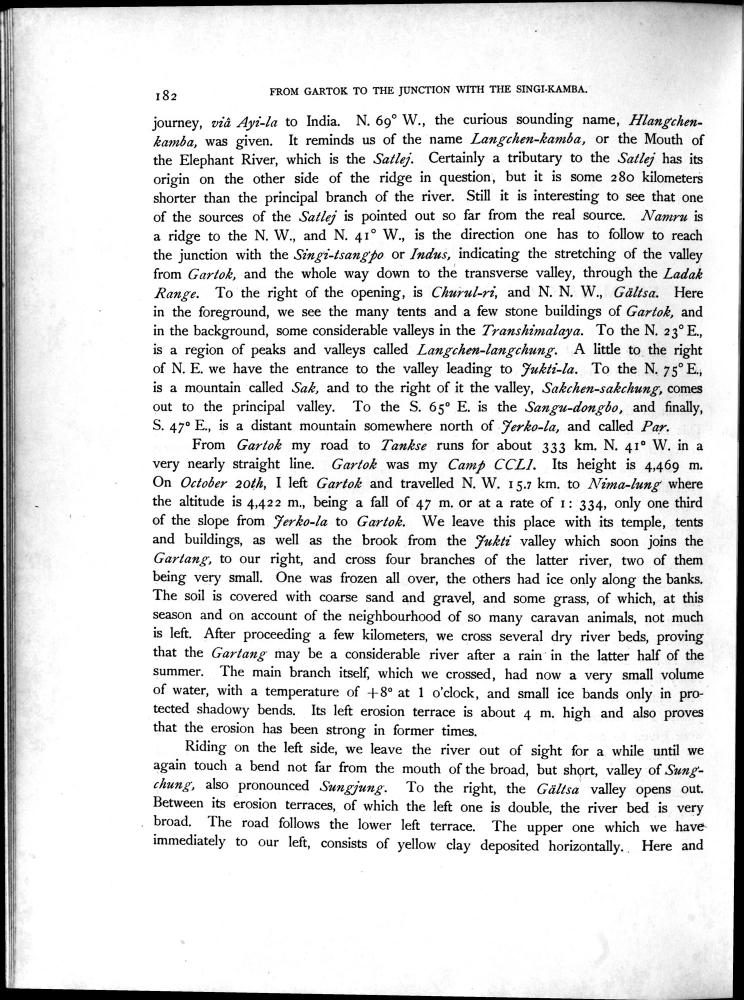 182
FROM GARTOK TO THE JUNCTION WITH THE SINGI-KAMBA.
journey, viâ Ayi-la to India. N. 69° W., the curious sounding name, Hlangchen-
kamba, was given. It reminds us of the name Langchen-kamba, or the Mouth of
the Elephant River, which is the Satlej. Certainly a tributary to the Satlej has its
origin on the other side of the ridge in question, but it is some 280 kilometers
shorter than the principal branch of the river. Still it is interesting to see that one
of the sources of the Satlej is pointed out so far from the real source. Namru is
a ridge to the N. W., and N. 41° W., is the direction one has to follow to reach
the junction with the Singi-tsangpo or Indus, indicating the stretching of the valley
from Gartok, and the whole way down to the transverse valley, through the Ladak
Range. To the right of the opening, is Churul-ri, and N. N. W., Gältsa. Here
in the foreground, we see the many tents and a few stone buildings of Gartok, and
in the background, some considerable valleys in the Transhimalaya. To the N. 23° E.,
is a region of peaks and valleys called Langchen-langchung. A little to the right
of N. E. we have the entrance to the valley leading to Jukti-la. To the N. 75° E.,
is a mountain called Sak, and to the right of it the valley, Sakchen-sakchung, comes
out to the principal valley. To the S. 65° E. is the Sangu-dongbo, and finally,
S. 47° E., is a distant mountain somewhere north of Jerko-la, and called Par.
From Gartok my road to Tankse runs for about 333 km. N. 41° W. in a
very nearly straight line. Gartok was my Camp CCLI. Its height is 4,469 m.
On October 20th, I left Gartok and travelled N. W. 15.7 km. to Nima-lung where
the altitude is 4,422 m., being a fall of 47 m. or at a rate of 1: 334, only one third
of the slope from Jerko-la to Gartok. We leave this place with its temple, tents
and buildings, as well as the brook from the Jukti valley which soon joins the
Gartang, to our right, and cross four branches of the latter river, two of them
being very small. One was frozen all over, the others had ice only along the banks.
The soil is covered with coarse sand and gravel, and some grass, of which, at this
season and on account of the neighbourhood of so many caravan animals, not much
is left. After proceeding a few kilometers, we cross several dry river beds, proving
that the Gartang may be a considerable river after a rain in the latter half of the
summer. The main branch itself, which we crossed, had now a very small volume
of water, with a temperature of +8° at 1 o'clock, and small ice bands only in pro-
tected shadowy bends. Its left erosion terrace is about 4 m. high and also proves
that the erosion has been strong in former times.
Riding on the left side, we leave the river out of sight for a while until we
again touch a bend not far from the mouth of the broad, but short, valley of Sung-
chung, also pronounced Sungjung. To the right, the Gältsa valley opens out.
Between its erosion terraces, of which the left one is double, the river bed is very
broad. The road follows the lower left terrace. The upper one which we have
immediately to our left, consists of yellow clay deposited horizontally. Here and